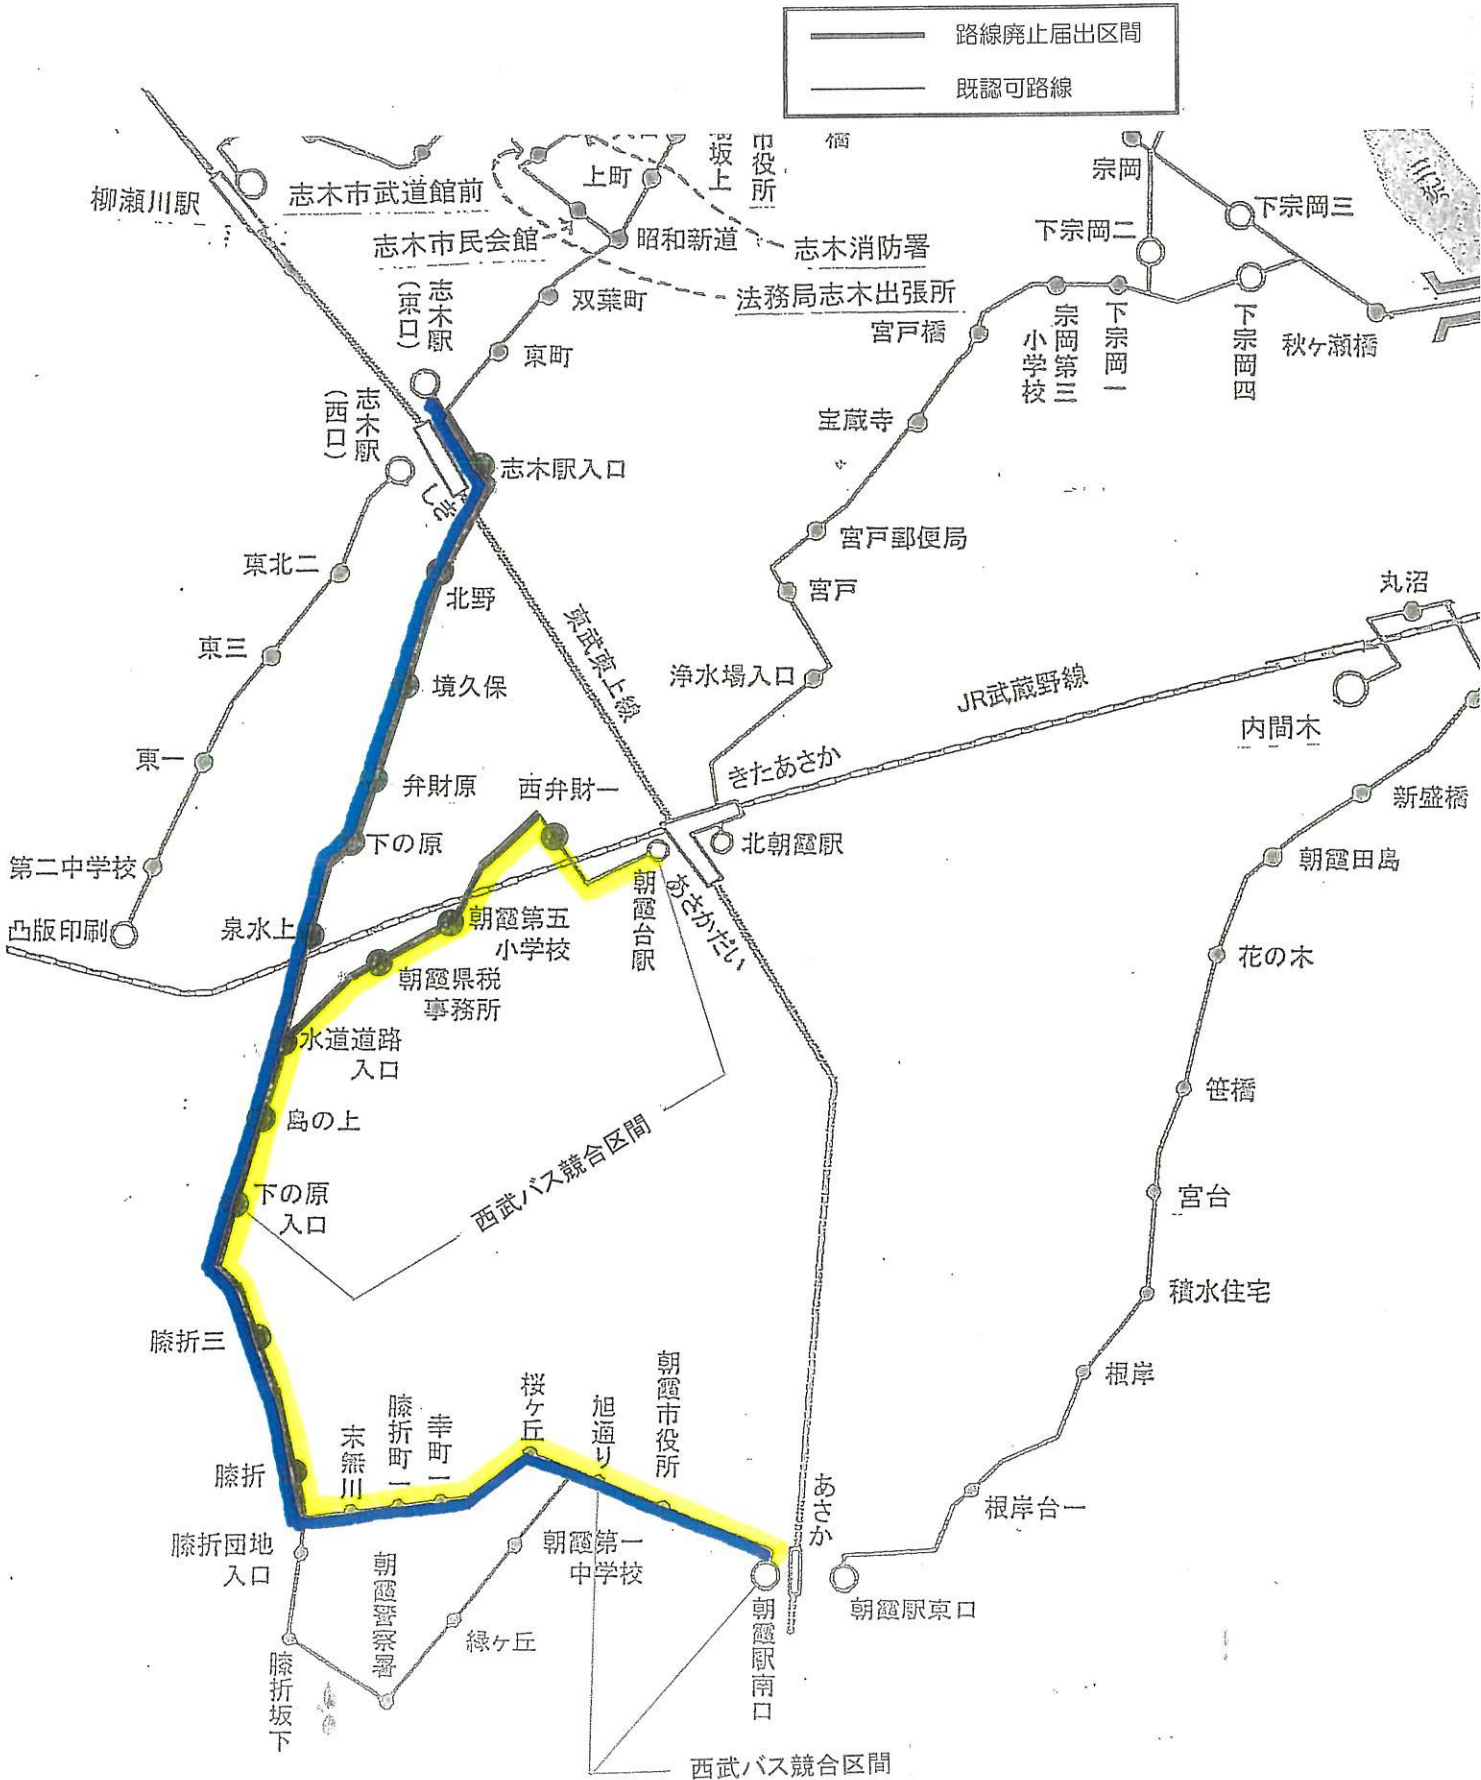 路線廃止届出区間
既認可路線
柳瀬川駅
志木市武道館前
志木市民会館
上町
坂上
市役所
橋
昭和新道
志木消防署
法務局志木出張所
双葉町
東町
志木駅
(東口)
志木駅
(西口)
志木駅入口
しき
東北二
東三
東一
第二中学校
凸版印刷
北野
境久保
弁財原
下の原
泉水上
水道道路
入口
島の上
下の原
入口
膝折三
膝折
膝折団地
入口
膝折坂下
朝霞警察署
緑ヶ丘
朝霞第一
中学校
末無川
膝折町一
幸町一
桜ヶ丘
旭通り
朝霞市役所
朝霞駅南口
あさか
朝霞駅東口
西武バス競合区間
西武バス競合区間
西弁財一
朝霞第五
小学校
朝霞県税
事務所
朝霞台駅
あさかだい
北朝霞駅
きたあさか
東武東上線
JR武蔵野線
浄水場入口
宮戸
宮戸郵便局
宝蔵寺
宮戸橋
宗岡第三
小学校
下宗岡一
下宗岡二
宗岡
下宗岡三
下宗岡四
秋ヶ瀬橋
荒川
丸沼
内間木
新盛橋
朝霞田島
花の木
笹橋
宮台
積水住宅
根岸
根岸台一